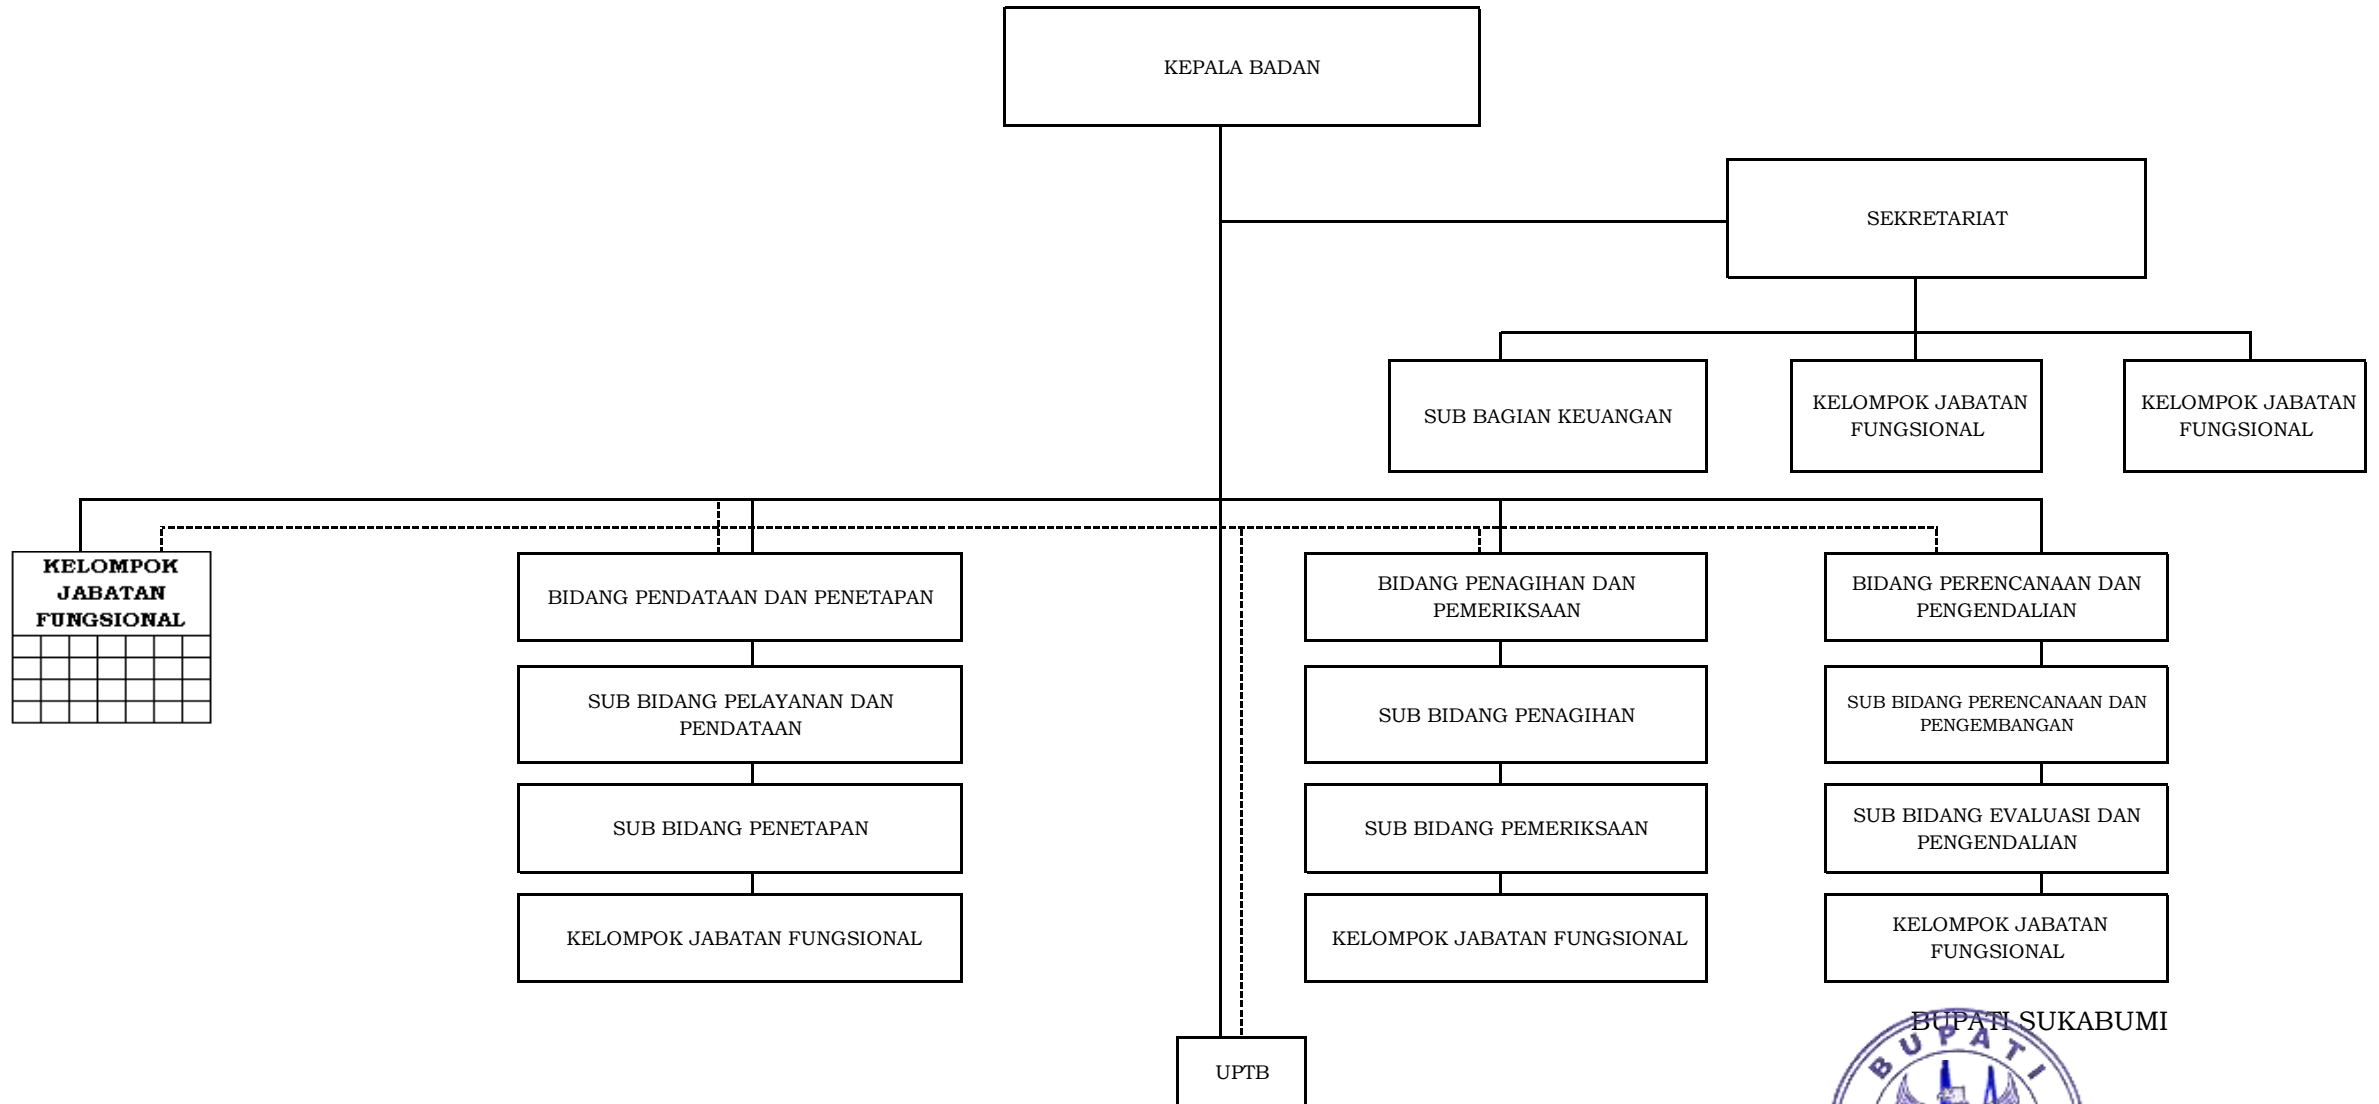 KEPALA BADAN
SEKRETARIAT
SUB BAGIAN KEUANGAN
KELOMPOK JABATAN
FUNGSIONAL
KELOMPOK JABATAN
FUNGSIONAL
KELOMPOK
JABATAN
FUNGSIONAL
BIDANG PENDATAAN DAN PENETAPAN
BIDANG PENAGIHAN DAN
PEMERIKSAAN
BIDANG PERENCANAAN DAN
PENGENDALIAN
SUB BIDANG PELAYANAN DAN
PENDATAAN
SUB BIDANG PENAGIHAN
SUB BIDANG PERENCANAAN DAN
PENGEMBANGAN
SUB BIDANG PENETAPAN
SUB BIDANG PEMERIKSAAN
SUB BIDANG EVALUASI DAN
PENGENDALIAN
KELOMPOK JABATAN FUNGSIONAL
KELOMPOK JABATAN FUNGSIONAL
KELOMPOK JABATAN
FUNGSIONAL
UPTB
BUPATI SUKABUMI
BUPATI